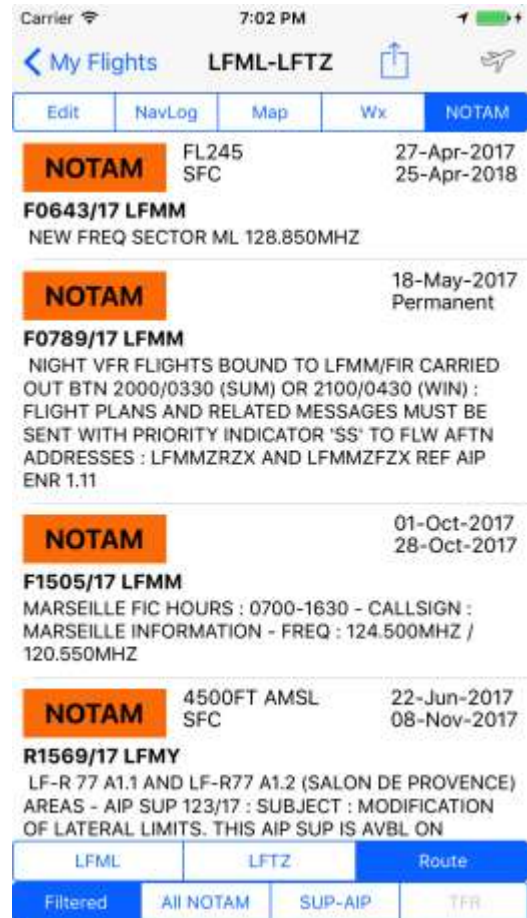 Carrier 7:02 PM
My Flights LFML-LFTZ
Edit NavLog Map Wx NOTAM
NOTAM FL245 27-Apr-2017
SFC 25-Apr-2018
F0643/17 LFMM
NEW FREQ SECTOR ML 128.850MHZ
NOTAM 18-May-2017
Permanent
F0789/17 LFMM
NIGHT VFR FLIGHTS BOUND TO LFMM/FIR CARRIED
OUT BTN 2000/0330 (SUM) OR 2100/0430 (WIN) :
FLIGHT PLANS AND RELATED MESSAGES MUST BE
SENT WITH PRIORITY INDICATOR 'SS' TO FLW AFTN
ADDRESSES : LFMMZRZX AND LFMMZFZX REF AIP
ENR 1.11
NOTAM 01-Oct-2017
28-Oct-2017
F1505/17 LFMM
MARSEILLE FIC HOURS : 0700-1630 - CALLSIGN :
MARSEILLE INFORMATION - FREQ : 124.500MHZ /
120.550MHZ
NOTAM 4500FT AMSL 22-Jun-2017
SFC 08-Nov-2017
R1569/17 LFMY
LF-R 77 A1.1 AND LF-R77 A1.2 (SALON DE PROVENCE)
AREAS - AIP SUP 123/17 : SUBJECT : MODIFICATION
OF LATERAL LIMITS. THIS AIP SUP IS AVBL ON
LFML LFTZ Route
Filtered All NOTAM SUP-AIP TFR